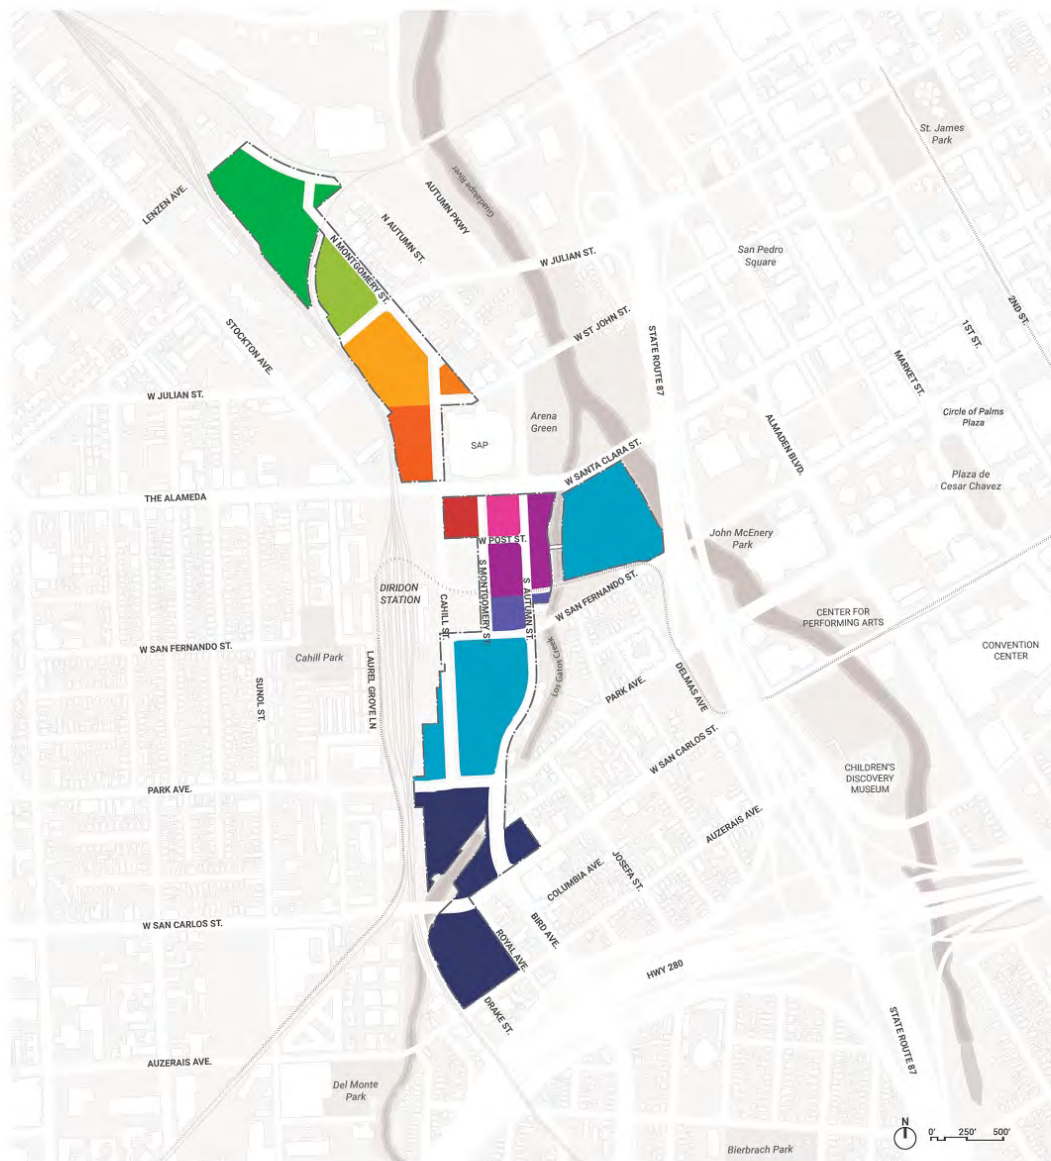 St. James
Park
LENZEN AVE.
AUTUMN PKWY
Guadalupe River
N AUTUMN ST.
N MONTGOMERY ST.
W JULIAN ST.
San Pedro
Square
2ND ST.
1ST ST.
STOCKTON AVE.
W ST JOHN ST.
STATE ROUTE 87
MARKET ST.
W JULIAN ST.
Arena
Green
ALMADEN BLVD.
Circle of Palms
Plaza
SAP
W SANTA CLARA ST.
Plaza de
Cesar Chavez
THE ALAMEDA
John McEnery
Park
W POST ST.
DIRIDON
STATION
CAHILL ST.
S MONTGOMERY ST.
S AUTUMN ST.
W SAN FERNANDO ST.
CENTER FOR
PERFORMING ARTS
W SAN FERNANDO ST.
Cahill Park
CONVENTION
CENTER
SUNOL ST.
LAUREL GROVE LN
Los Gatos Creek
PARK AVE.
DELMAS AVE
W SAN CARLOS ST.
PARK AVE.
CHILDREN'S
DISCOVERY
MUSEUM
AUZERAIS AVE.
COLUMBIA AVE.
JOSEFA ST.
W SAN CARLOS ST.
ROYAL AVE.
BIRD AVE.
HWY 280
DRAKE ST.
STATE ROUTE 87
AUZERAIS AVE.
Del Monte
Park
N
0' 250' 500'
Bierbrach Park